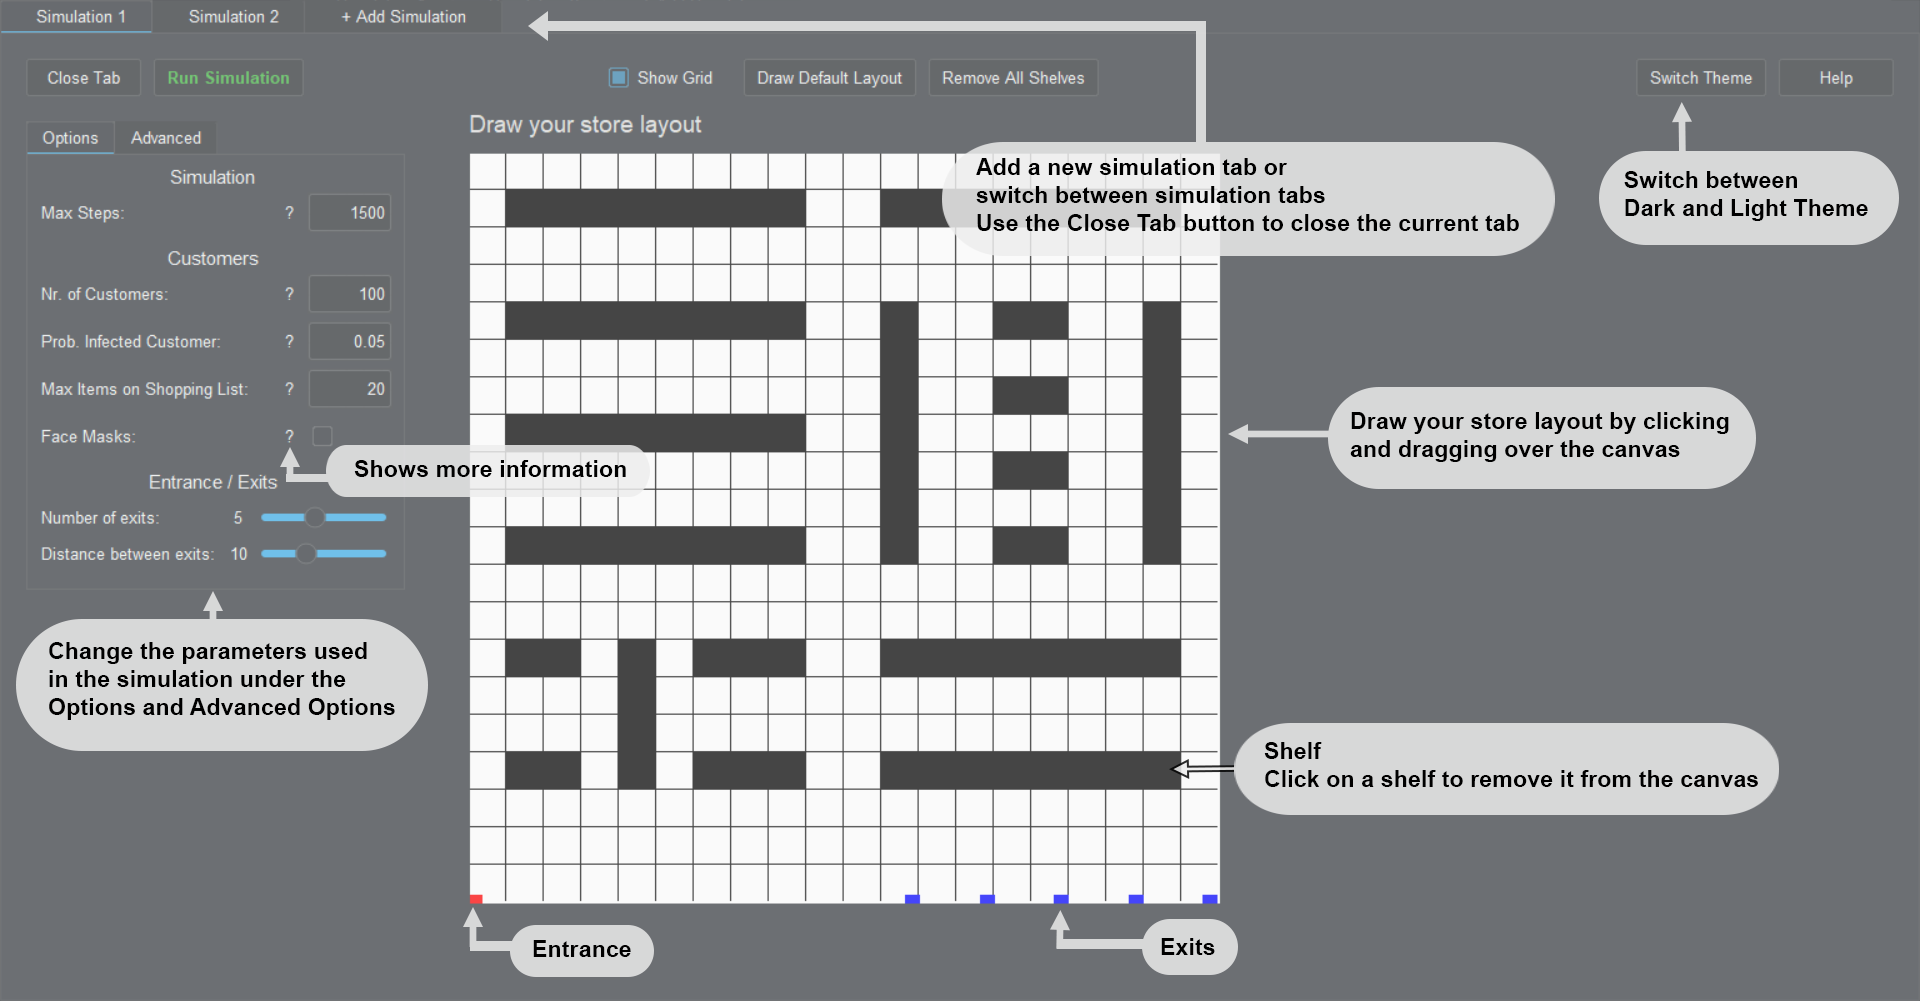 Simulation 1
Simulation 2
+ Add Simulation
Close Tab
Run Simulation
Show Grid
Draw Default Layout
Remove All Shelves
Switch Theme
Help
Options
Advanced
Draw your store layout
Simulation
Max Steps: ? 1500
Customers
Nr. of Customers: ? 100
Prob. Infected Customer: ? 0.05
Max Items on Shopping List: ? 20
Face Masks: ?
Shows more information
Entrance / Exits
Number of exits: 5
Distance between exits: 10
Change the parameters used
in the simulation under the
Options and Advanced Options
Add a new simulation tab or
switch between simulation tabs
Use the Close Tab button to close the current tab
Switch between
Dark and Light Theme
Draw your store layout by clicking
and dragging over the canvas
Shelf
Click on a shelf to remove it from the canvas
Entrance
Exits